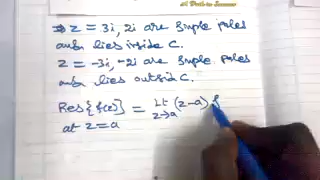 ⇒ z = 3i, 2i are simple poles
and lies inside C.
z = -3i, -2i are simple poles
and lies outside C.
Res{f(z)} = Lt (z-a) f
at z=a z→a